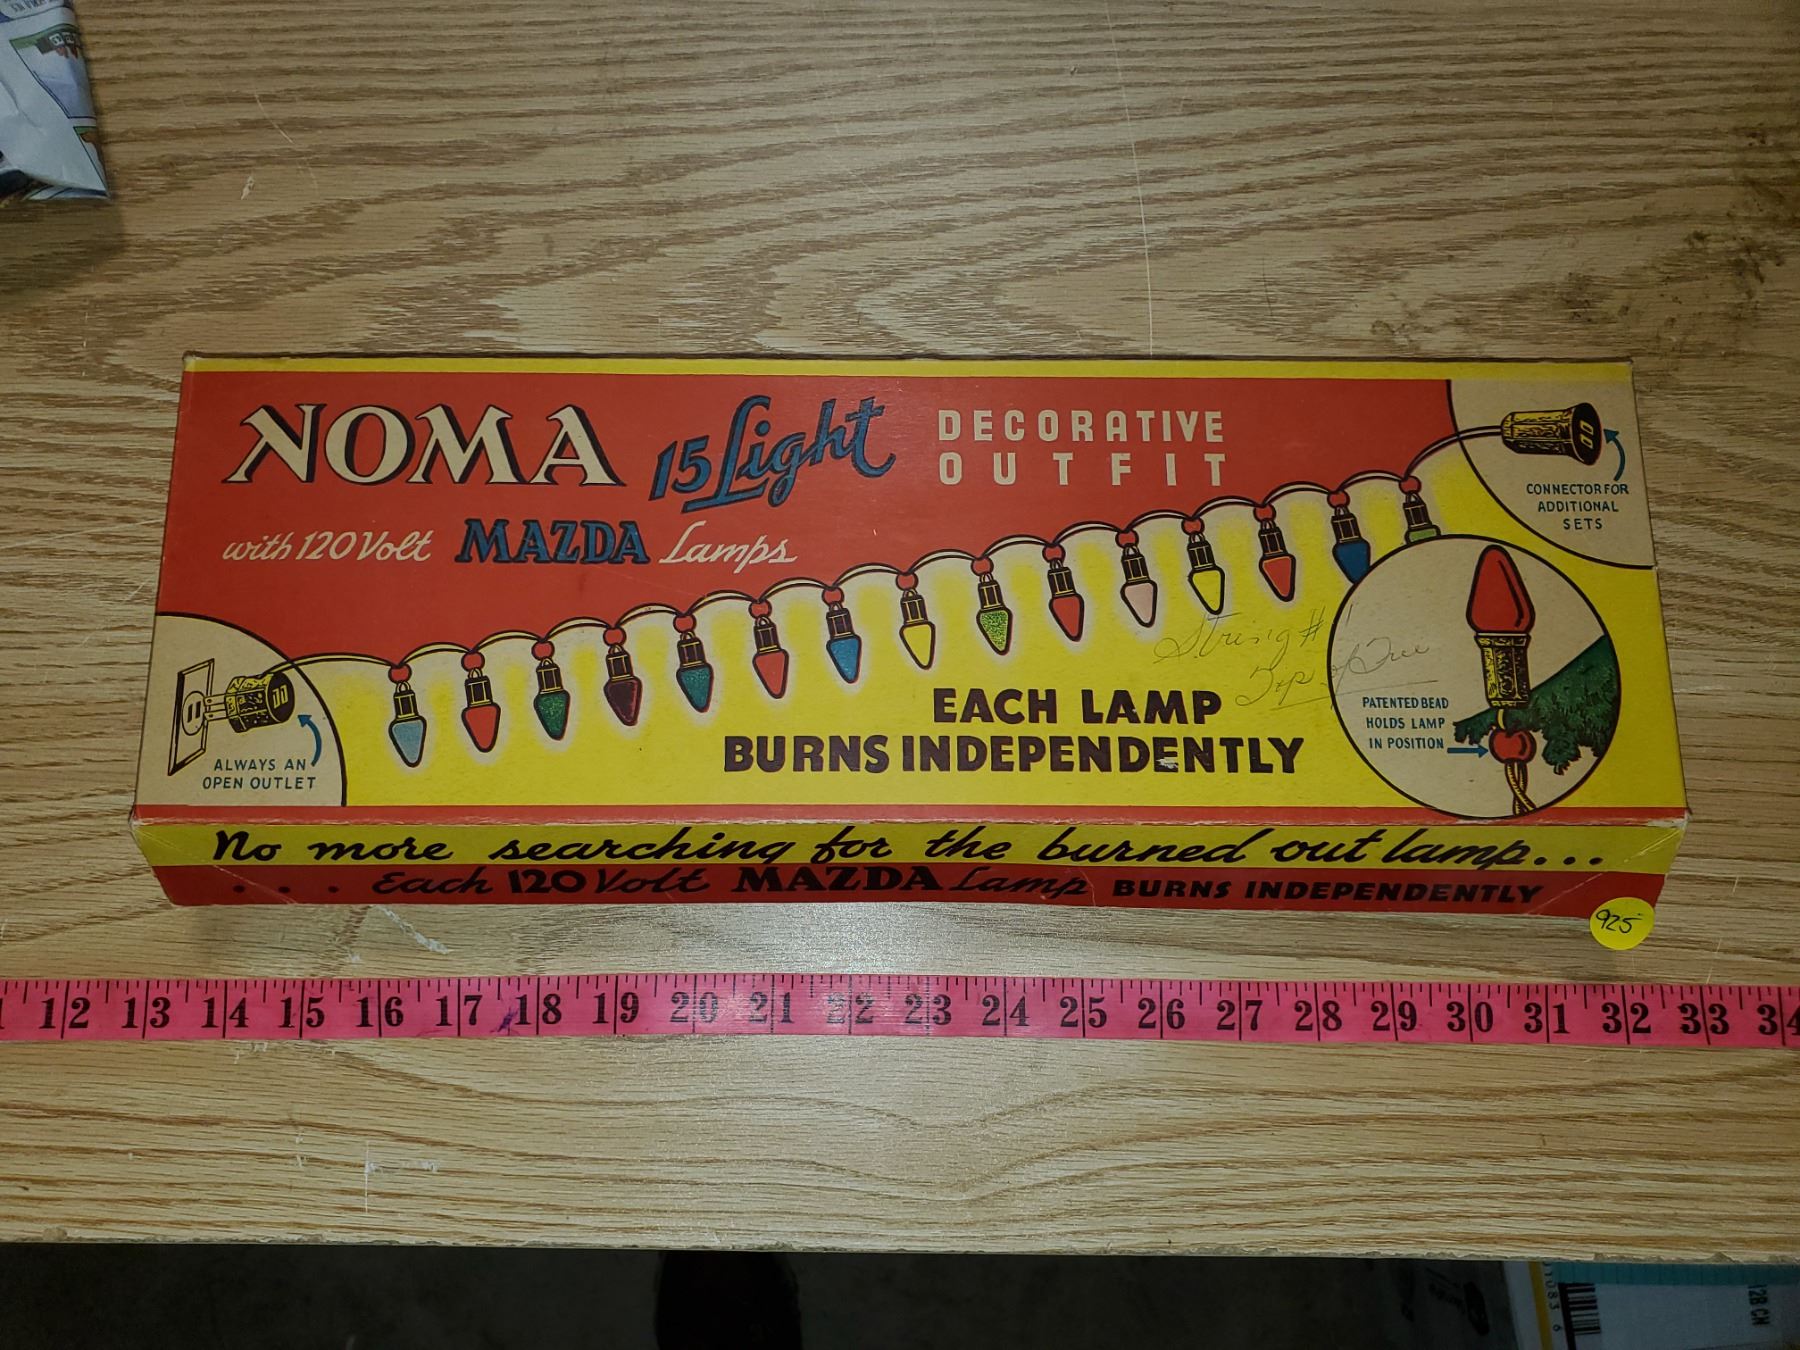 NOMA 15 Light DECORATIVE
OUTFIT
with 120 Volt MAZDA Lamps
CONNECTOR FOR
ADDITIONAL
SETS
String #1
Top of Tree
EACH LAMP
BURNS INDEPENDENTLY
PATENTED BEAD
HOLDS LAMP
IN POSITION
ALWAYS AN
OPEN OUTLET
No more searching for the burned out lamp...
... Each 120 Volt MAZDA Lamp BURNS INDEPENDENTLY
925
12 13 14 15 16 17 18 19 20 21 22 23 24 25 26 27 28 29 30 31 32 33 34